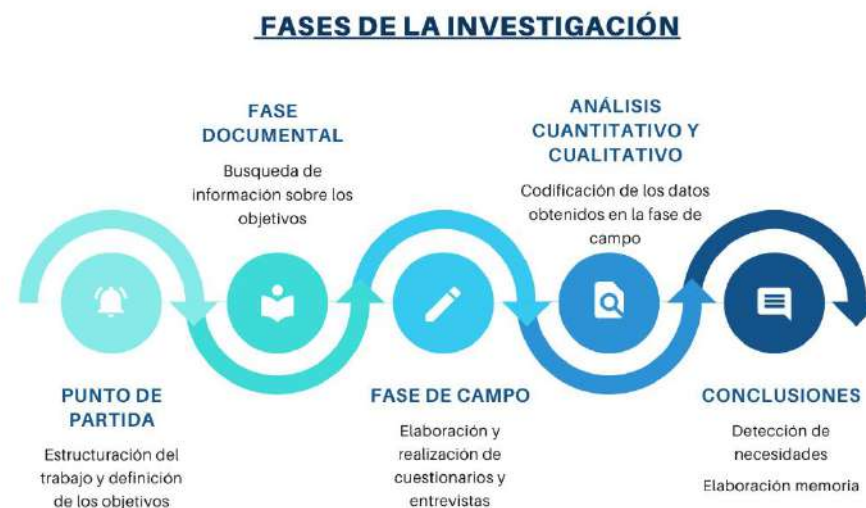 FASES DE LA INVESTIGACIÓN
PUNTO DE
PARTIDA
Estructuración del
trabajo y definición
de los objetivos
FASE
DOCUMENTAL
Busqueda de
información sobre los
objetivos
FASE DE CAMPO
Elaboración y
realización de
cuestionarios y
entrevistas
ANÁLISIS
CUANTITATIVO Y
CUALITATIVO
Codificación de los datos
obtenidos en la fase de
campo
CONCLUSIONES
Detección de
necesidades
Elaboración memoria